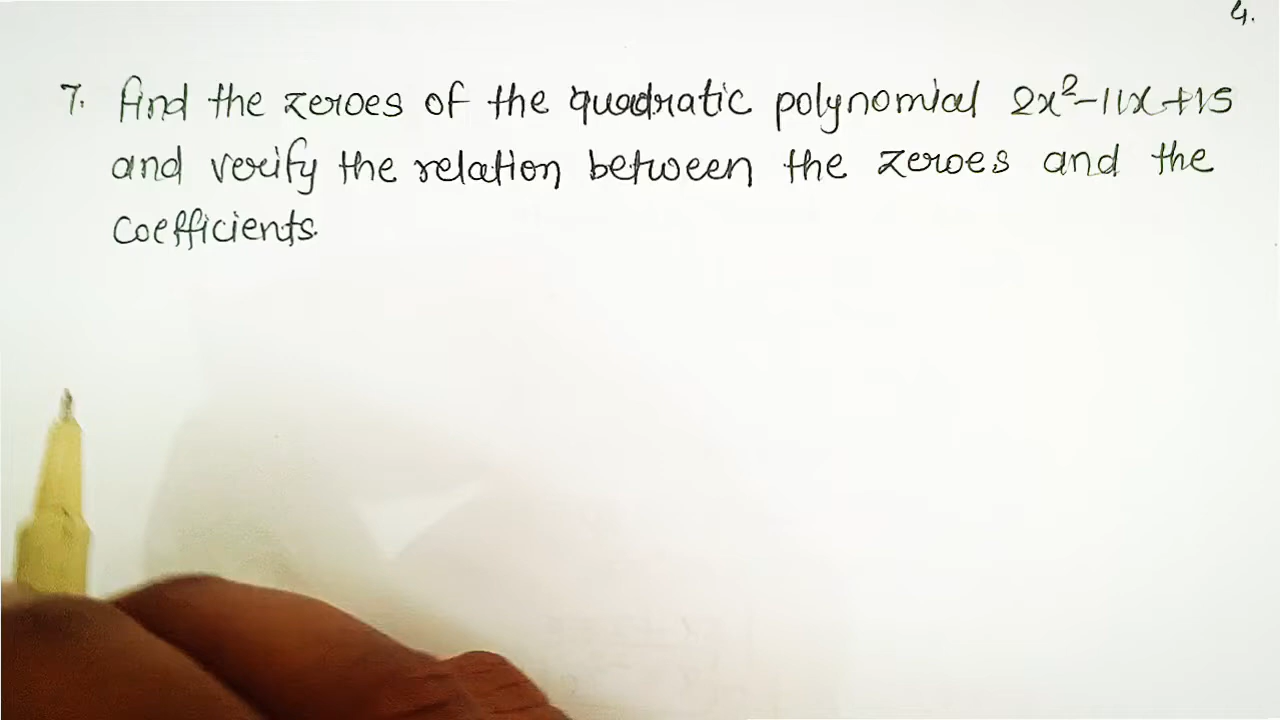 4.
7. find the zeroes of the quadratic polynomial 2x²-11x+15
and verify the relation between the zeroes and the
coefficients.